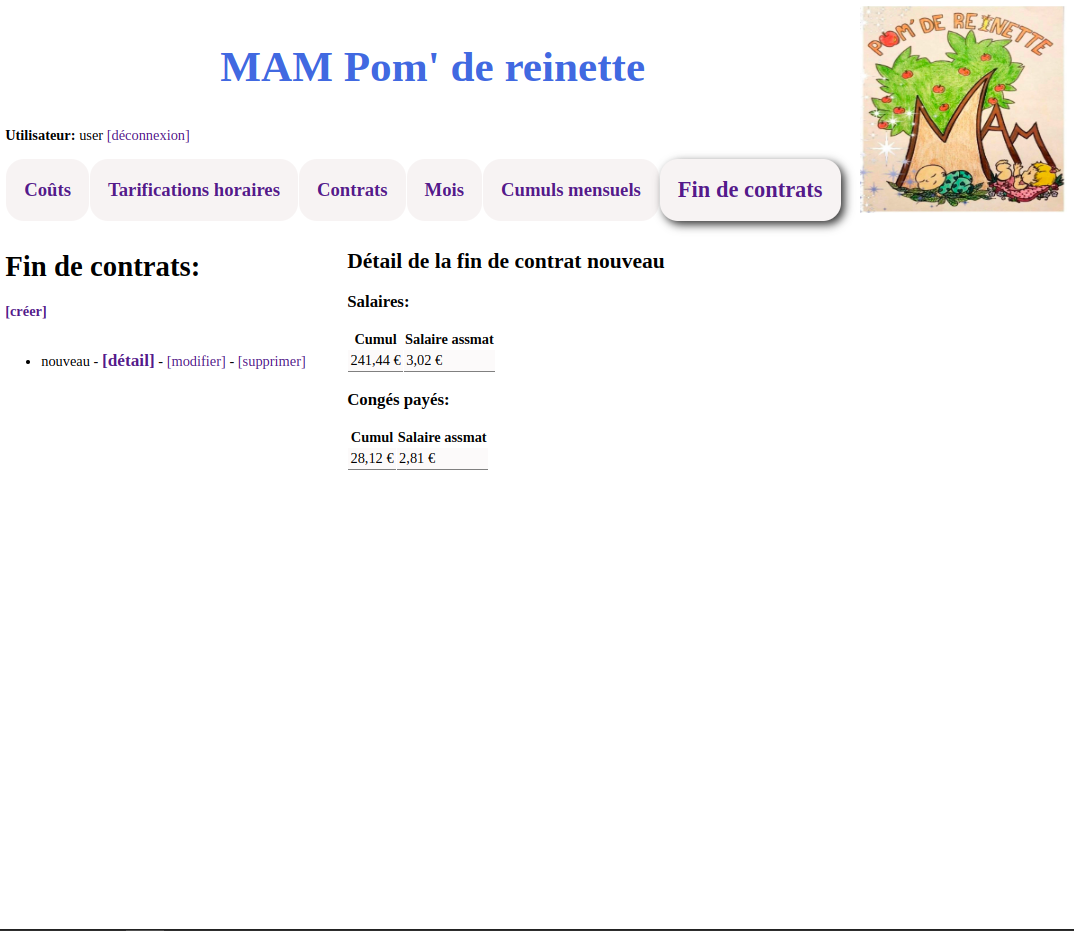 POM' DE REINETTE
MAM
MAM Pom' de reinette
Utilisateur: user [déconnexion]
Coûts Tarifications horaires Contrats Mois Cumuls mensuels Fin de contrats
Fin de contrats:
[créer]
• nouveau - [détail] - [modifier] - [supprimer]
Détail de la fin de contrat nouveau
Salaires:
Cumul Salaire assmat
241,44 € 3,02 €
Congés payés:
Cumul Salaire assmat
28,12 € 2,81 €